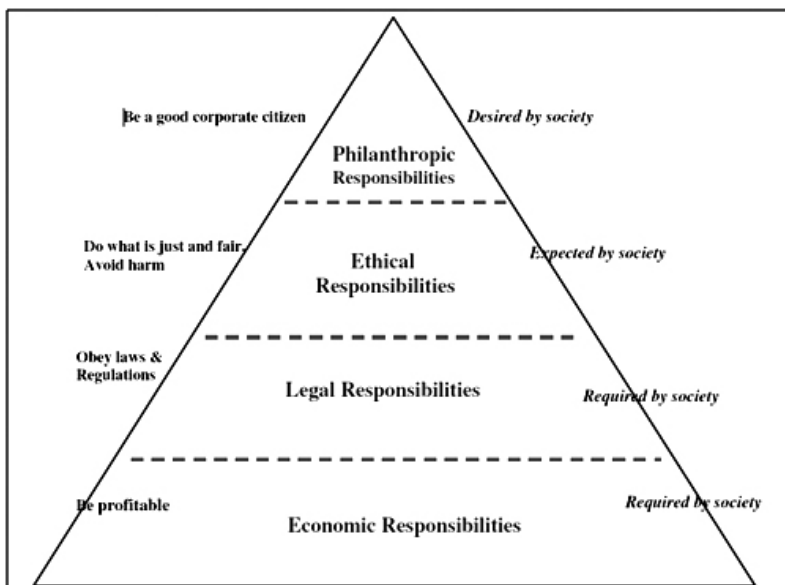 Be a good corporate citizen
Desired by society
Philanthropic
Responsibilities
Do what is just and fair,
Avoid harm
Expected by society
Ethical
Responsibilities
Obey laws &
Regulations
Legal Responsibilities
Required by society
Be profitable
Required by society
Economic Responsibilities